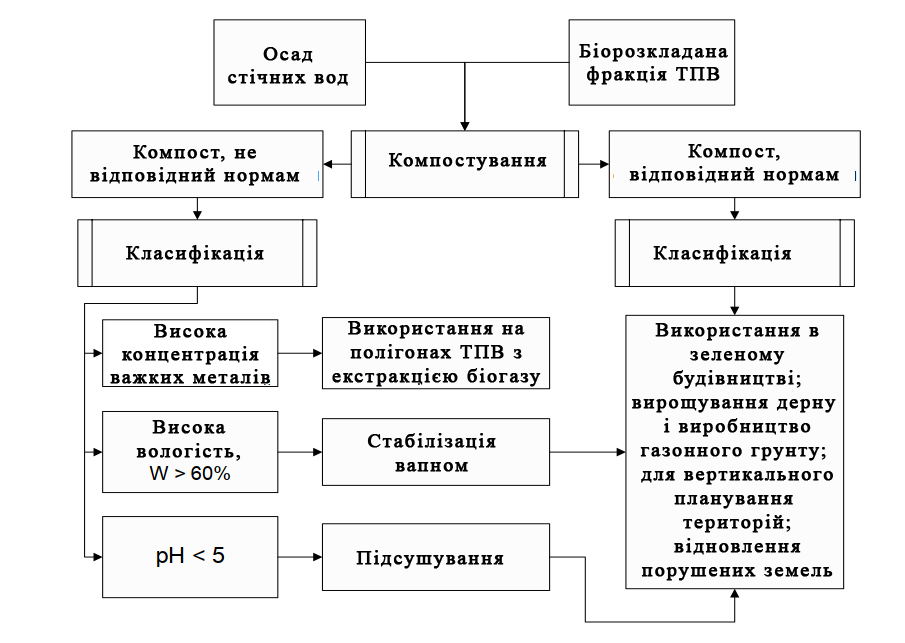 Осад
стічних вод
Біорозкладана
фракція ТПВ
Компост, не
відповідний нормам
Компостування
Компост,
відповідний нормам
Класифікація
Класифікація
Висока
концентрація
важких металів
Використання на
полігонах ТПВ з
екстракцією біогазу
Використання в
зеленому
будівництві;
вирощування дерну
і виробництво
газонного грунту;
для вертикального
планування
територій;
відновлення
порушених земель
Висока
вологість,
W > 60%
Стабілізація
вапном
pH < 5
Підсушування